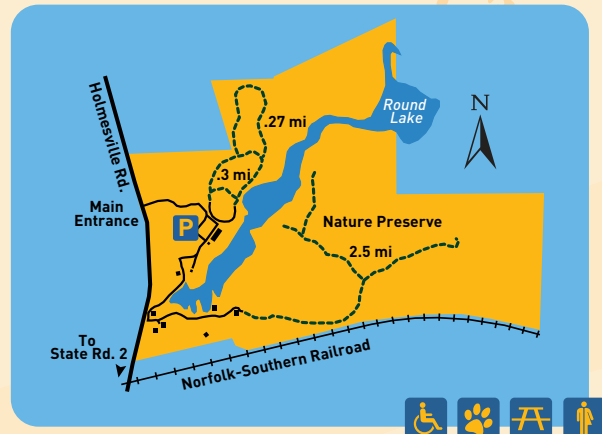 Holmesville Rd.
Round
Lake
N
.27 mi
.3 mi
Main
Entrance
P
Nature Preserve
2.5 mi
To
State Rd. 2
Norfolk-Southern Railroad